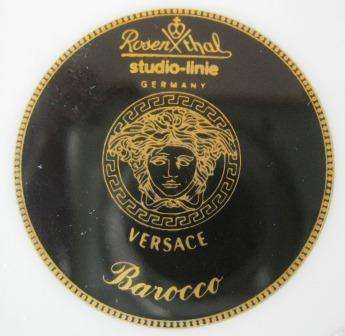 Rosenthal
studio-linie
GERMANY
VERSACE
Barocco